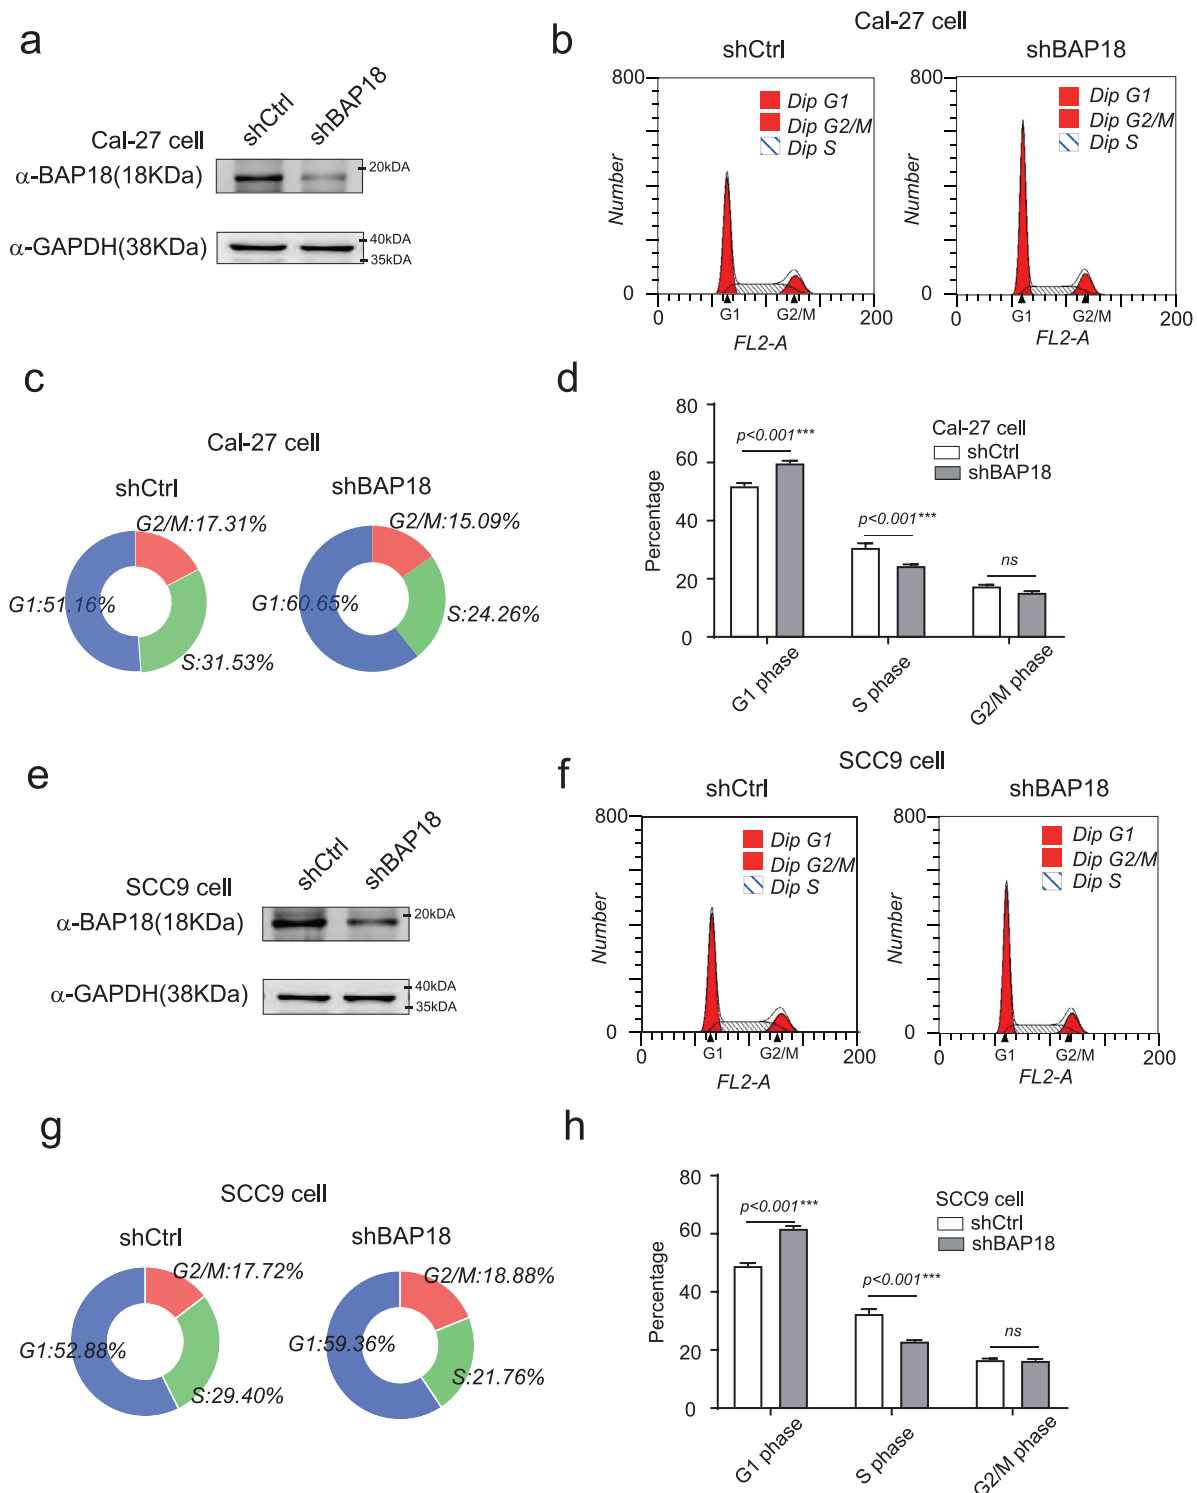 a
shCtrl
shBAP18
Cal-27 cell
α-BAP18(18KDa)
20kDA
α-GAPDH(38KDa)
40kDA
35kDA
b
Cal-27 cell
shCtrl
shBAP18
800
Dip G1
Dip G2/M
Dip S
Number
0
G1
G2/M
0
200
FL2-A
800
Dip G1
Dip G2/M
Dip S
Number
0
G1
G2/M
0
200
FL2-A
c
Cal-27 cell
shCtrl
shBAP18
G2/M:17.31%
G1:51.16%
S:31.53%
G2/M:15.09%
G1:60.65%
S:24.26%
d
80
60
40
20
0
Percentage
p<0.001***
p<0.001***
ns
Cal-27 cell
shCtrl
shBAP18
G1 phase
S phase
G2/M phase
e
shCtrl
shBAP18
SCC9 cell
α-BAP18(18KDa)
20kDA
α-GAPDH(38KDa)
40kDA
35kDA
f
SCC9 cell
shCtrl
shBAP18
800
Dip G1
Dip G2/M
Dip S
Number
0
G1
G2/M
0
200
FL2-A
800
Dip G1
Dip G2/M
Dip S
Number
0
G1
G2/M
0
200
FL2-A
g
SCC9 cell
shCtrl
shBAP18
G2/M:17.72%
G1:52.88%
S:29.40%
G2/M:18.88%
G1:59.36%
S:21.76%
h
80
60
40
20
0
Percentage
p<0.001***
p<0.001***
ns
SCC9 cell
shCtrl
shBAP18
G1 phase
S phase
G2/M phase